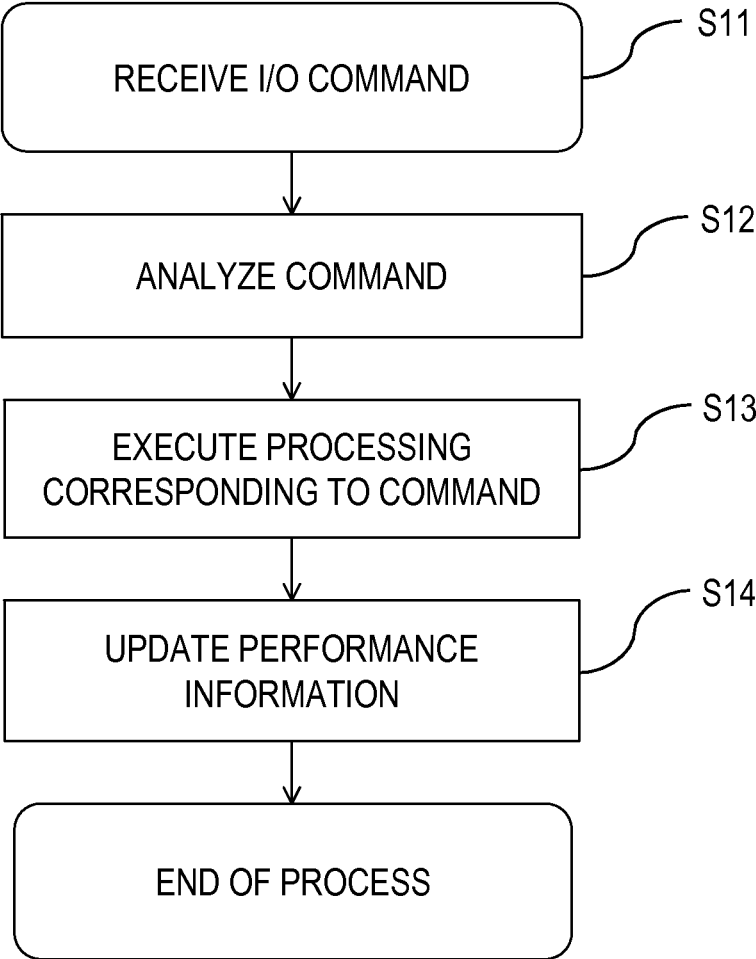 RECEIVE I/O COMMAND
S11
ANALYZE COMMAND
S12
EXECUTE PROCESSING
CORRESPONDING TO COMMAND
S13
UPDATE PERFORMANCE
INFORMATION
S14
END OF PROCESS